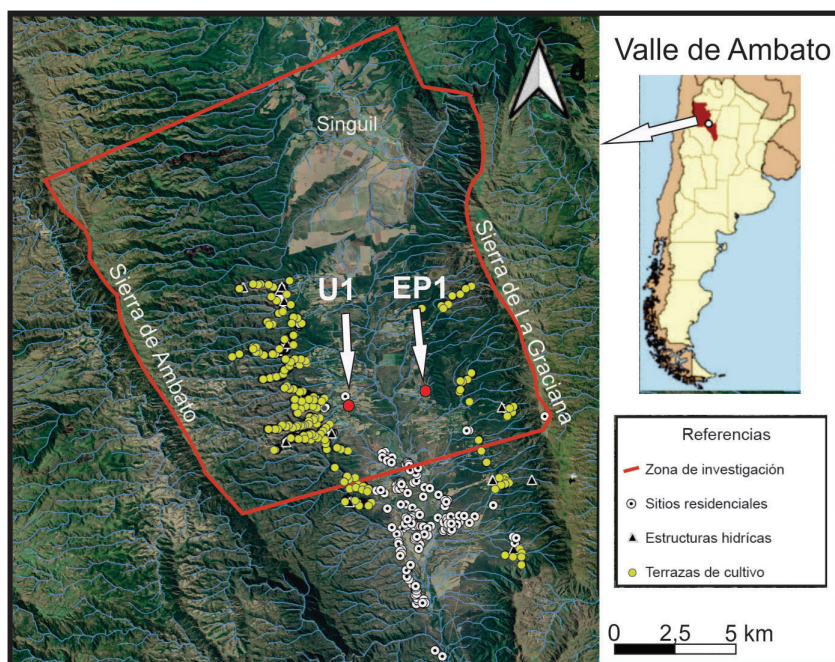 Valle de Ambato
Singuil
Sierra de Ambato
U1
EP1
Sierra de La Graciana
Referencias
Zona de investigación
Sitios residenciales
Estructuras hidrícas
Terrazas de cultivo
0 2,5 5 km